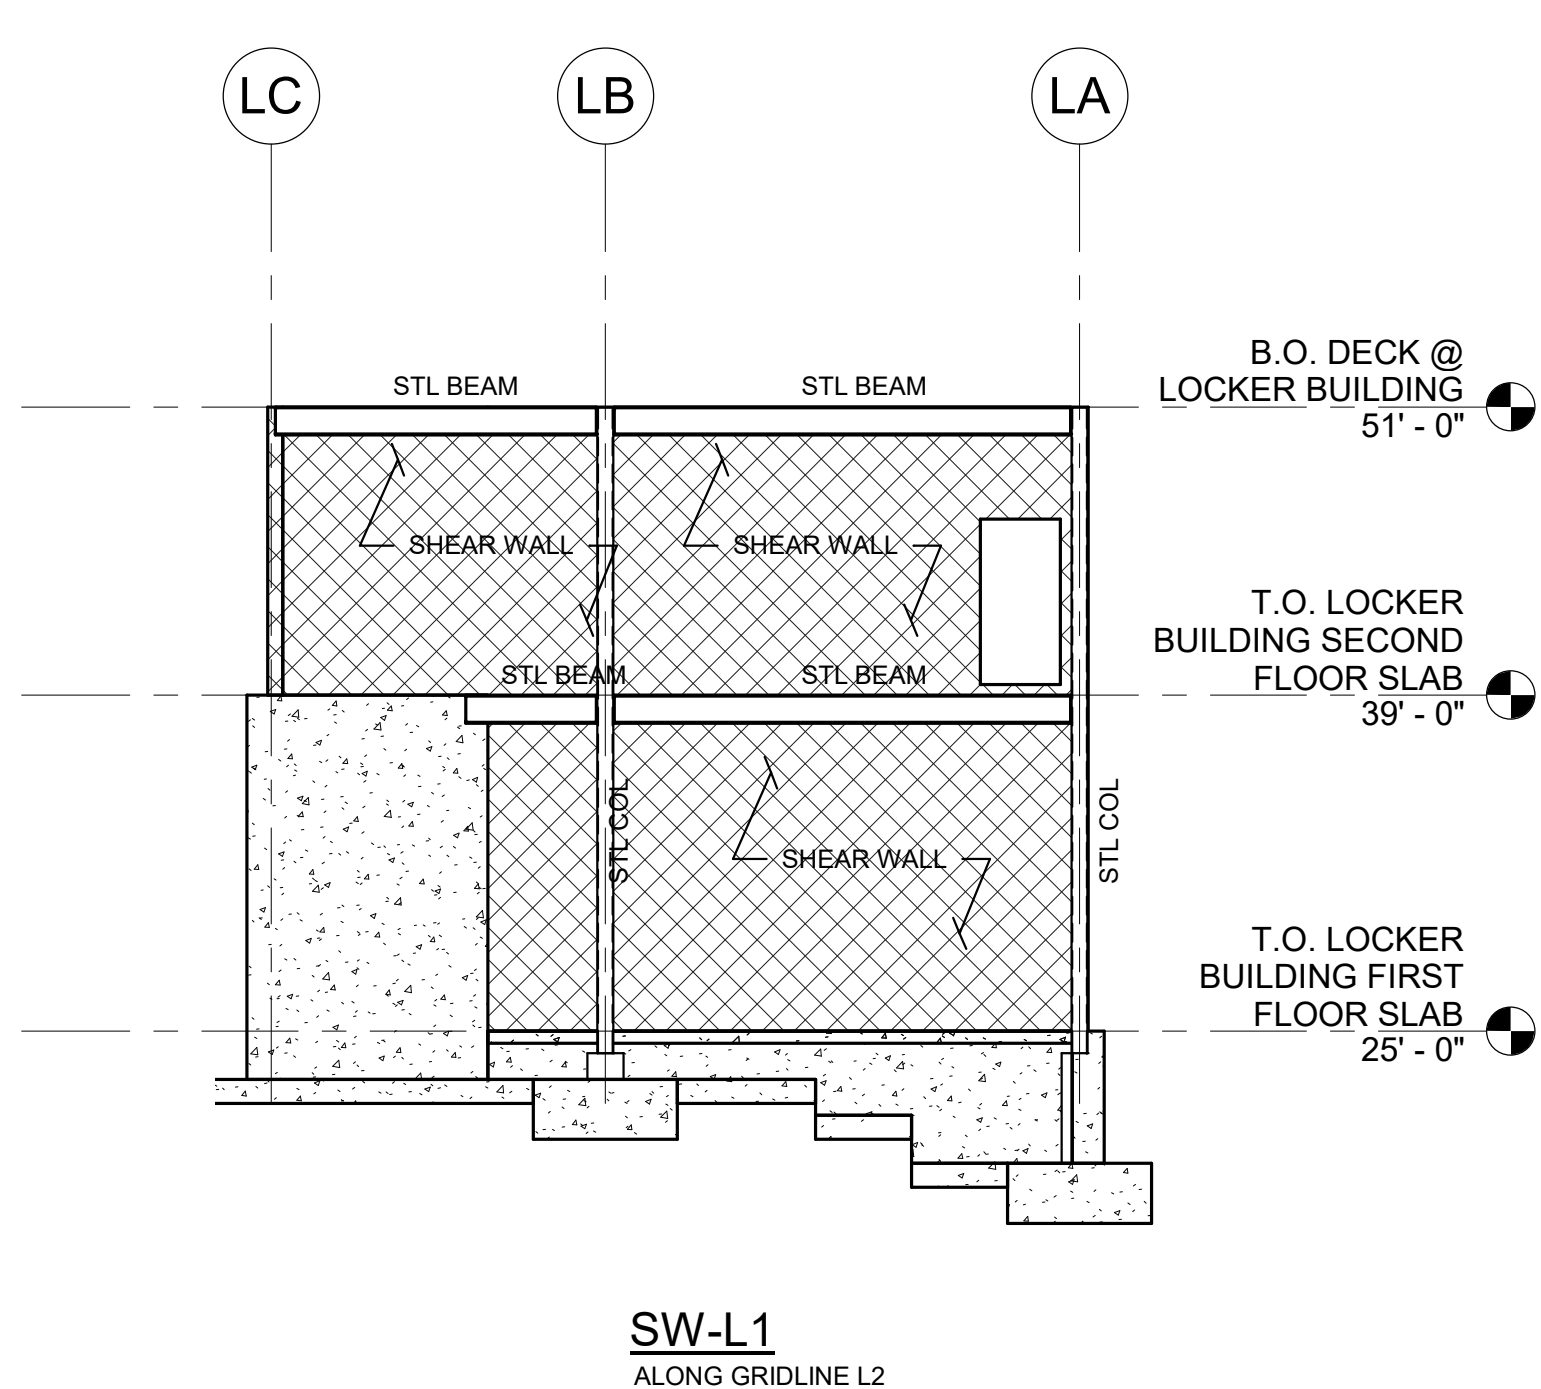 LC
LB
LA
STL BEAM
STL BEAM
B.O. DECK @
LOCKER BUILDING
51' - 0"
SHEAR WALL
SHEAR WALL
STL BEAM
STL BEAM
T.O. LOCKER
BUILDING SECOND
FLOOR SLAB
39' - 0"
STL COL
STL COL
SHEAR WALL
T.O. LOCKER
BUILDING FIRST
FLOOR SLAB
25' - 0"
SW-L1
ALONG GRIDLINE L2